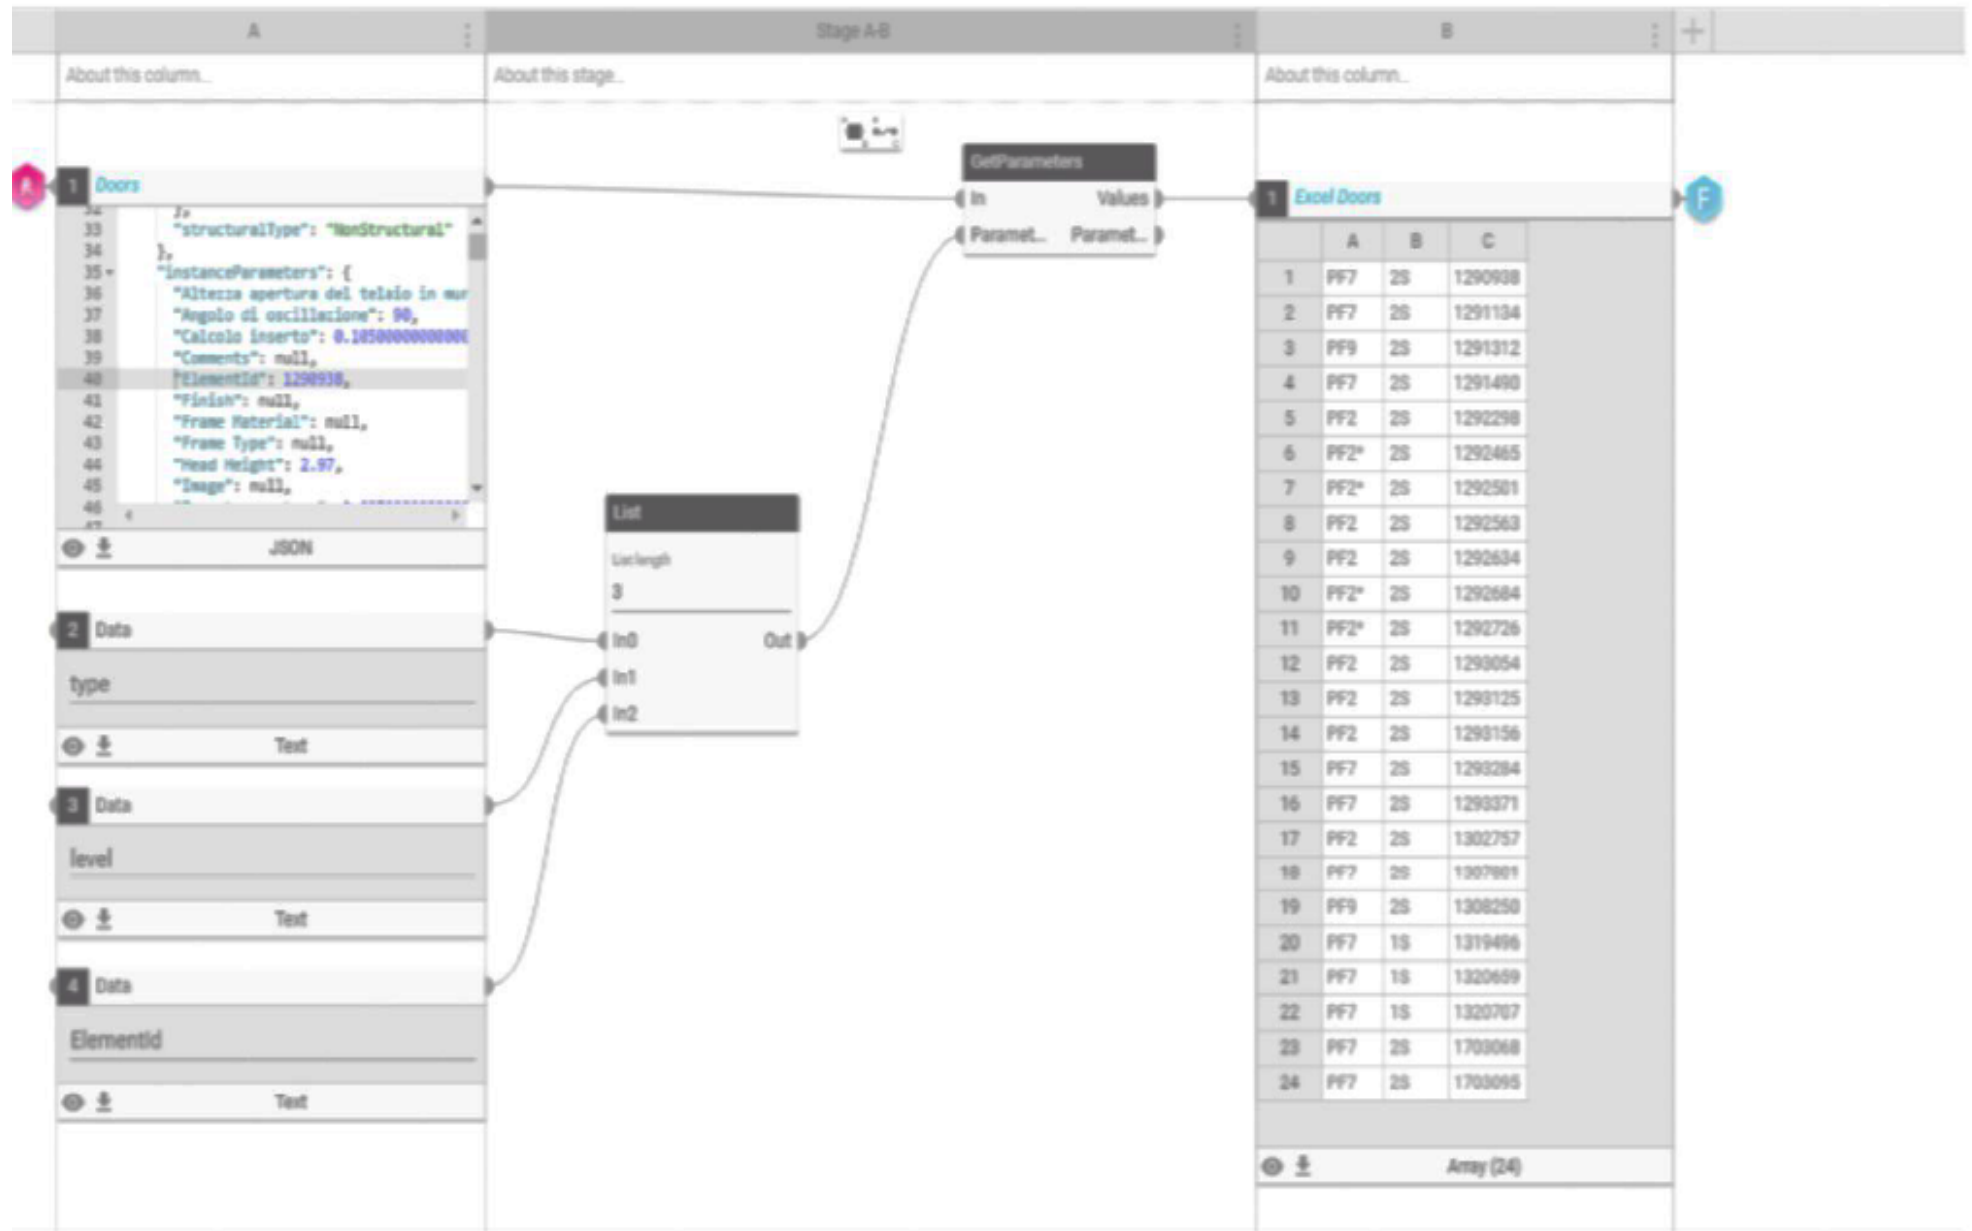 A
Stage A-B
B
About this column...
About this stage...
About this column...
1 Doors
33 "structuralType": "NonStructural"
34 },
35 "instanceParameters": {
36 "Altezza apertura del telaio in mur
37 "Angolo di oscillazione": 90,
38 "Calcolo inserto": 0.105000000000000
39 "Comments": null,
40 "ElementId": 1290938,
41 "Finish": null,
42 "Frame Material": null,
43 "Frame Type": null,
44 "Head Height": 2.97,
45 "Image": null,
46
47
JSON
2 Data
type
Text
3 Data
level
Text
4 Data
ElementId
Text
List
List length
3
In0 Out
In1
In2
GetParameters
In Values
Paramet... Paramet...
1 Excel Doors
F
A B C
1 PF7 2S 1290938
2 PF7 2S 1291134
3 PF9 2S 1291312
4 PF7 2S 1291490
5 PF2 2S 1292298
6 PF2* 2S 1292465
7 PF2* 2S 1292501
8 PF2 2S 1292563
9 PF2 2S 1292634
10 PF2* 2S 1292684
11 PF2* 2S 1292726
12 PF2 2S 1293054
13 PF2 2S 1293125
14 PF2 2S 1293156
15 PF7 2S 1293284
16 PF7 2S 1293371
17 PF2 2S 1302757
18 PF7 2S 1307801
19 PF9 2S 1308250
20 PF7 1S 1319496
21 PF7 1S 1320659
22 PF7 1S 1320707
23 PF7 2S 1703068
24 PF7 2S 1703095
Array (24)